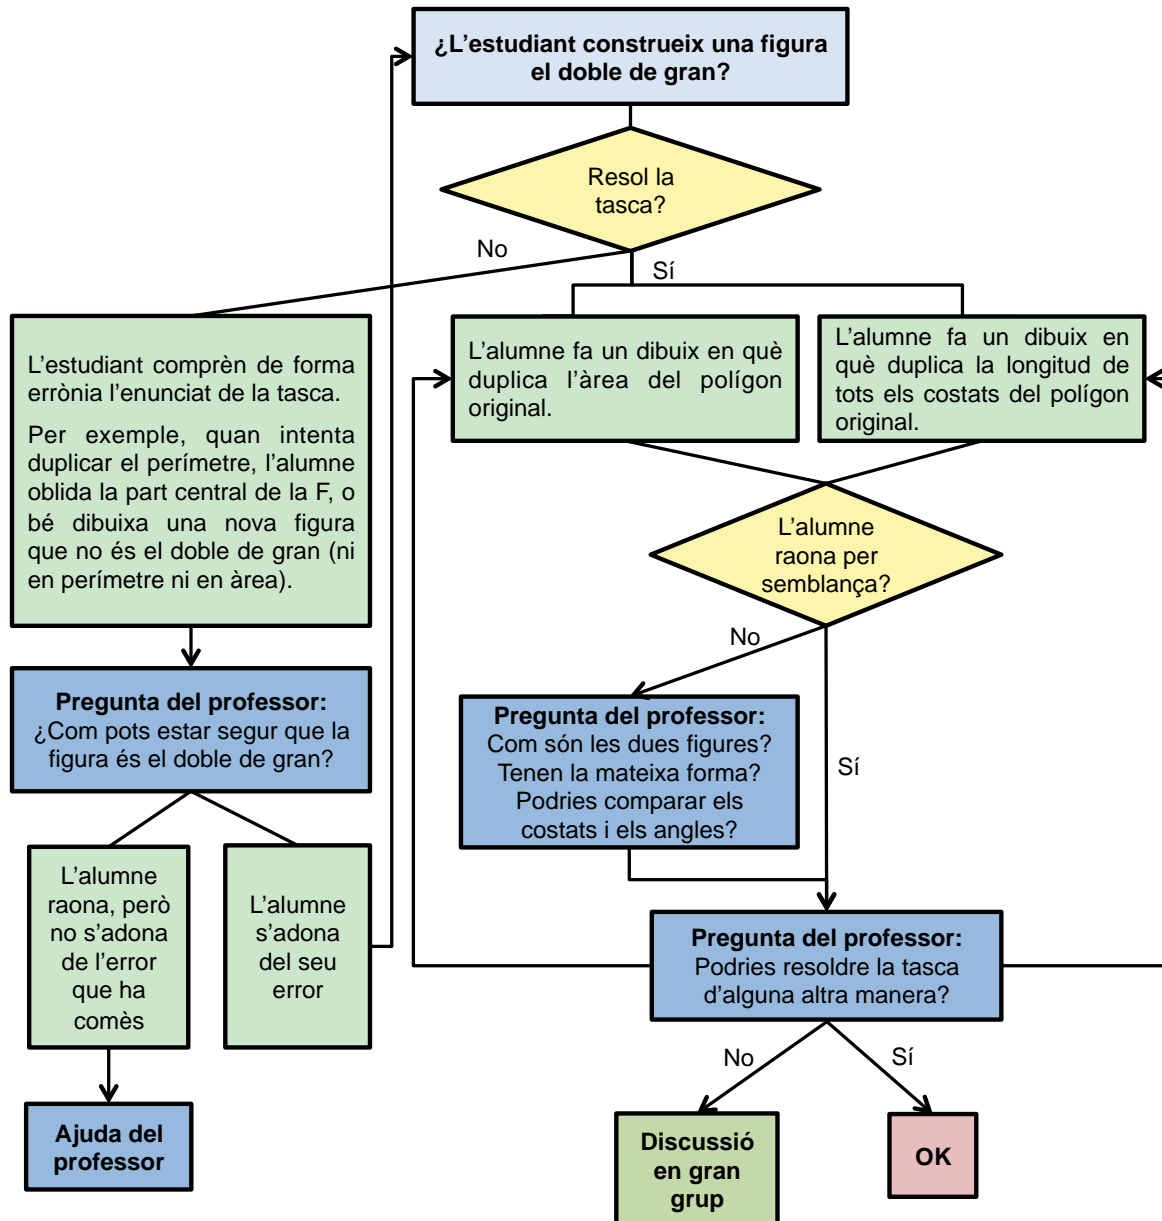 ¿L’estudiant construeix una figura
el doble de gran?
Resol la
tasca?
No
Sí
L’estudiant comprèn de forma
errònia l’enunciat de la tasca.
Per exemple, quan intenta
duplicar el perímetre, l’alumne
oblida la part central de la F, o
bé dibuixa una nova figura
que no és el doble de gran (ni
en perímetre ni en àrea).
L’alumne fa un dibuix en què
duplica l’àrea del polígon
original.
L’alumne fa un dibuix en
què duplica la longitud de
tots els costats del polígon
original.
L’alumne
raona per
semblança?
No
Sí
Pregunta del professor:
¿Com pots estar segur que la
figura és el doble de gran?
Pregunta del professor:
Com són les dues figures?
Tenen la mateixa forma?
Podries comparar els
costats i els angles?
L’alumne
raona, però
no s’adona
de l’error
que ha
comès
L’alumne
s’adona
del seu
error
Pregunta del professor:
Podries resoldre la tasca
d’alguna altra manera?
No
Sí
Ajuda del
professor
Discussió
en gran
grup
OK